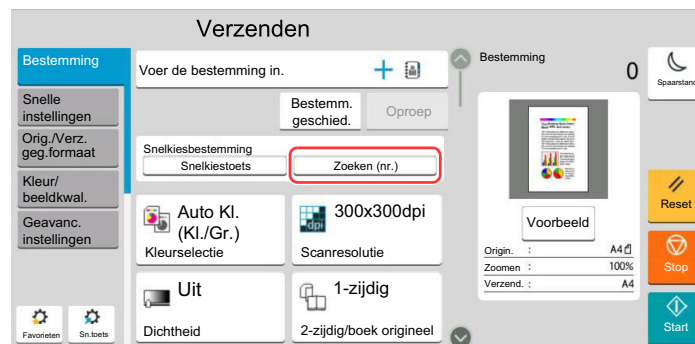 Verzenden
Bestemming
Snelle
instellingen
Orig./Verz.
geg.formaat
Kleur/
beeldkwal.
Geavanc.
instellingen
Favorieten
Sn.toets
Voer de bestemming in.
Bestemm.
geschied.
Oproep
Snelkiesbestemming
Snelkiestoets
Zoeken (nr.)
Auto Kl.
(Kl./Gr.)
Kleurselectie
dpi
300x300dpi
Scanresolutie
Uit
Dichtheid
1-zijdig
2-zijdig/boek origineel
Bestemming
0
Voorbeeld
Origin. : A4
Zoomen : 100%
Verzend. : A4
Spaarstand
Reset
Stop
Start